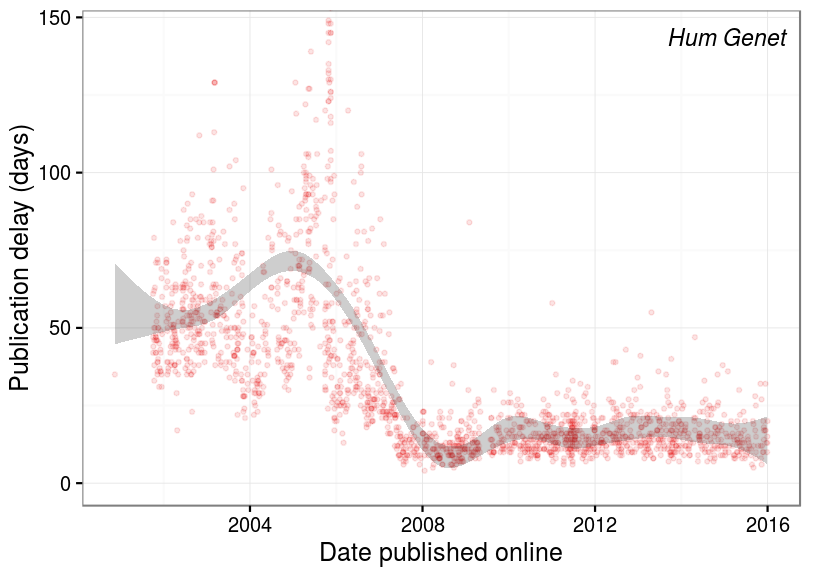 Hum Genet
Publication delay (days)
150
100
50
0
2004
2008
2012
2016
Date published online